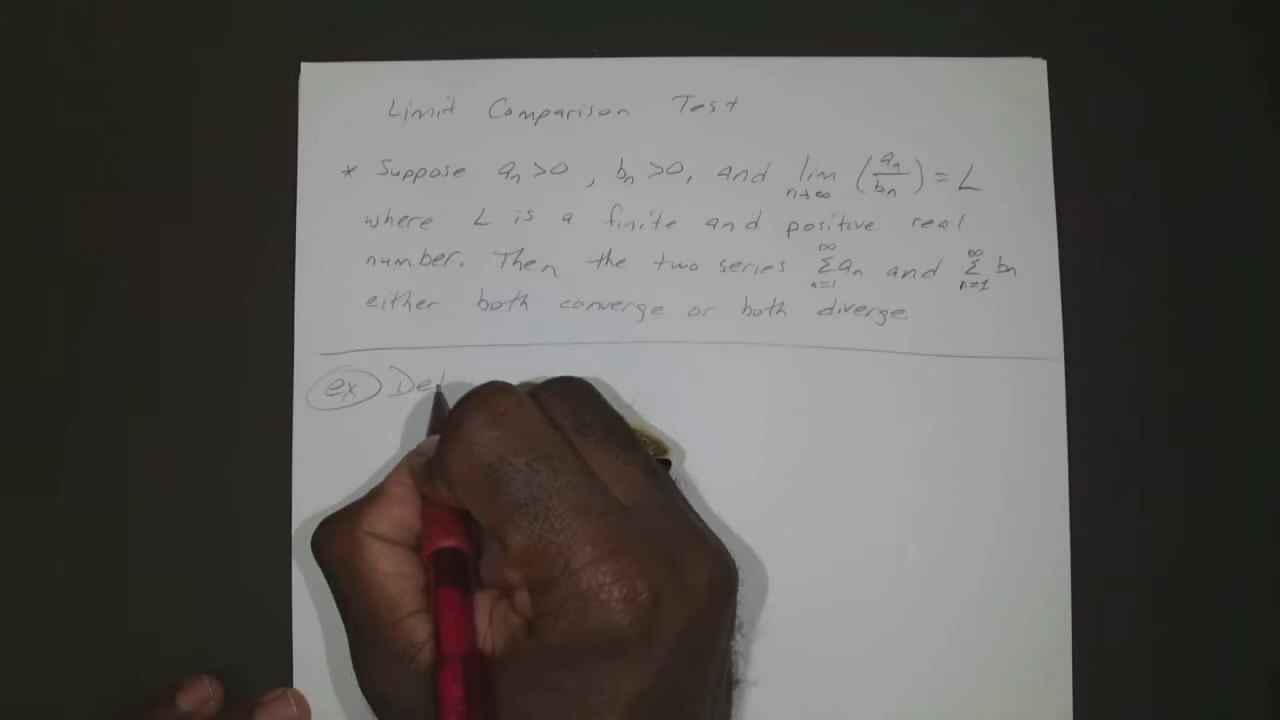 Limit Comparison Test
* Suppose aₙ>0, bₙ>0, and lim n→∞ (aₙ/bₙ) = L
where L is a finite and positive real
number. Then the two series ∞ Σ n=1 aₙ and ∞ Σ n=1 bₙ
either both converge or both diverge.
ex Det